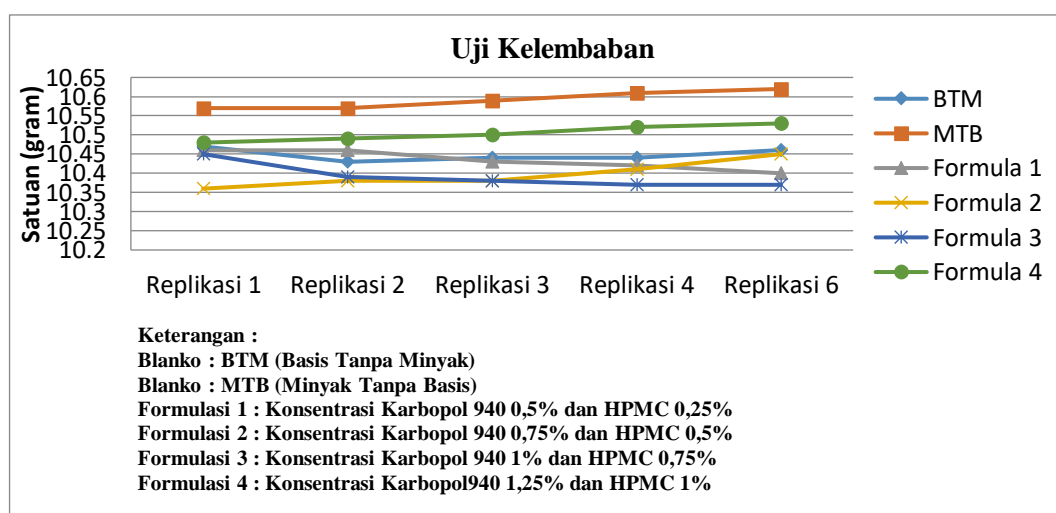 Uji Kelembaban
Satuan (gram)
10.65
10.6
10.55
10.5
10.45
10.4
10.35
10.3
10.25
10.2
Replikasi 1 Replikasi 2 Replikasi 3 Replikasi 4 Replikasi 6
BTM
MTB
Formula 1
Formula 2
Formula 3
Formula 4
Keterangan :
Blanko : BTM (Basis Tanpa Minyak)
Blanko : MTB (Minyak Tanpa Basis)
Formulasi 1 : Konsentrasi Karbopol 940 0,5% dan HPMC 0,25%
Formulasi 2 : Konsentrasi Karbopol 940 0,75% dan HPMC 0,5%
Formulasi 3 : Konsentrasi Karbopol 940 1% dan HPMC 0,75%
Formulasi 4 : Konsentrasi Karbopol940 1,25% dan HPMC 1%